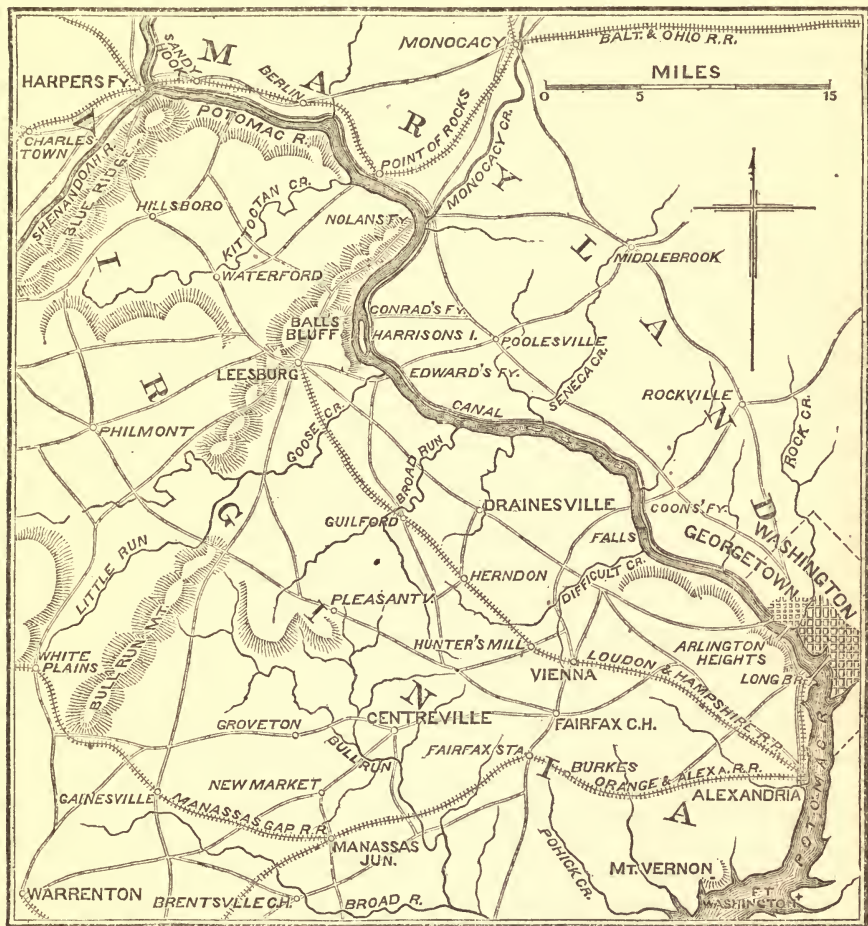 MONOCACY
BALT. & OHIO R.R.
SANDY
HOOK
HARPERS FY.
BERLIN
MARYLAND
MILES
0 5 15
POTOMAC R.
POINT OF ROCKS
MONOCACY CR.
CHARLES
TOWN
SHENANDOAH R.
BLUE RIDGE
VIRGINIA
HILLSBORO
KITTOCTAN CR.
NOLANS FY.
MIDDLEBROOK
WATERFORD
BALL'S
BLUFF
CONRAD'S FY.
HARRISONS I.
POOLESVILLE
LEESBURG
EDWARD'S FY.
SENECA CR.
ROCKVILLE
ROCK CR.
CANAL
PHILMONT
GOOSE CR.
BROAD RUN
DRAINESVILLE
COONS' FY.
GUILFORD
FALLS
GEORGETOWN
WASHINGTON
LITTLE RUN
HERNDON
DIFFICULT CR.
PLEASANT V.
HUNTER'S MILL
VIENNA
ARLINGTON
HEIGHTS
LONG B.
WHITE
PLAINS
BULL RUN MT.
LOUDON & HAMPSHIRE R.R.
GROVETON
CENTREVILLE
FAIRFAX C.H.
BULL RUN
FAIRFAX STA.
BURKES
ORANGE & ALEXA. R.R.
ALEXANDRIA
NEW MARKET
GAINESVILLE
MANASSAS GAP R.R.
MANASSAS
JUN.
POHICK CR.
MT. VERNON
POTOMAC R.
WARRENTON
BRENTSVILLE C.H.
BROAD R.
FT.
WASHINGTON